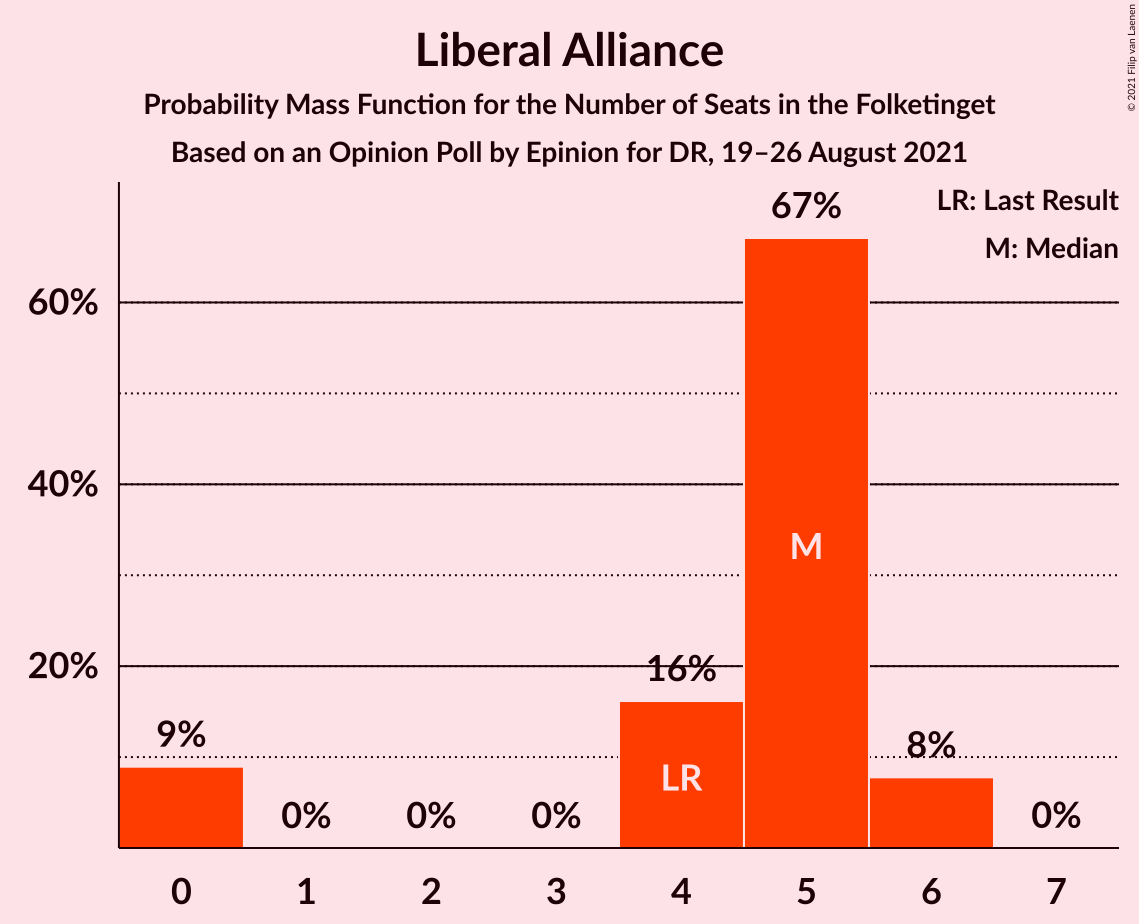 Liberal Alliance
Probability Mass Function for the Number of Seats in the Folketinget
Based on an Opinion Poll by Epinion for DR, 19–26 August 2021
© 2021 Filip van Laenen
LR: Last Result
M: Median
67%
60%
40%
M
20%
16%
9%
8%
LR
0%
0%
0%
0%
0 1 2 3 4 5 6 7